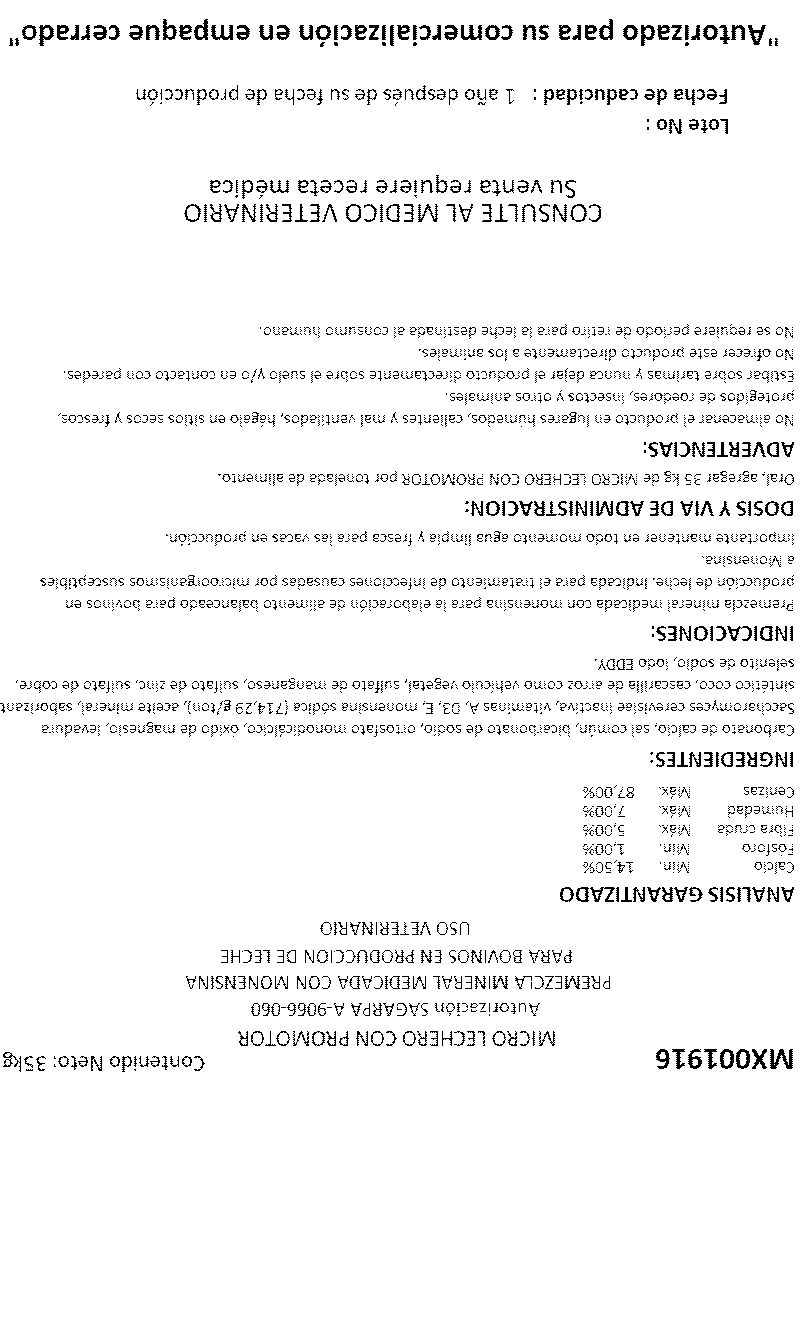 MX001916
Contenido Neto: 35kg
MICRO LECHERO CON PROMOTOR
Autorización SAGARPA A-9066-060
PREMEZCLA MINERAL MEDICADA CON MONENSINA
PARA BOVINOS EN PRODUCCION DE LECHE
USO VETERINARIO
ANALISIS GARANTIZADO
Calcio Min. 14,50%
Fósforo Min. 1,00%
Fibra cruda Máx. 5,00%
Humedad Máx. 7,00%
Cenizas Máx. 87,00%
INGREDIENTES:
Carbonato de calcio, sal común, bicarbonato de sodio, ortosfato monodicálcico, óxido de magnesio, levadura
Saccharomyces cerevisiae inactiva, vitaminas A, D3, E, monensina sódica (714,29 g/ton), aceite mineral, saborizant
sintético coco, cascarilla de arroz como vehículo vegetal, sulfato de manganeso, sulfato de zinc, sulfato de cobre,
selenito de sodio, Iodo EDDY.
INDICACIONES:
Premezcla mineral medicada con monensina para la elaboración de alimento balanceado para bovinos en
producción de leche. Indicada para el tratamiento de infecciones causadas por microorganismos susceptibles
a Monensina.
Importante mantener en todo momento agua limpia y fresca para las vacas en producción.
DOSIS Y VIA DE ADMINISTRACION:
Oral, agregar 35 kg de MICRO LECHERO CON PROMOTOR por tonelada de alimento.
ADVERTENCIAS:
No almacenar el producto en lugares húmedos, calientes y mal ventilados, hágalo en sitios secos y frescos,
protegidos de roedores, insectos y otros animales.
Estibar sobre tarimas y nunca dejar el producto directamente sobre el suelo y/o en contacto con paredes.
No ofrecer este producto directamente a los animales.
No se requiere periodo de retiro para la leche destinada al consumo humano.
CONSULTE AL MEDICO VETERINARIO
Su venta requiere receta médica
Lote No :
Fecha de caducidad : 1 año después de su fecha de producción
"Autorizado para su comercialización en empaque cerrado"